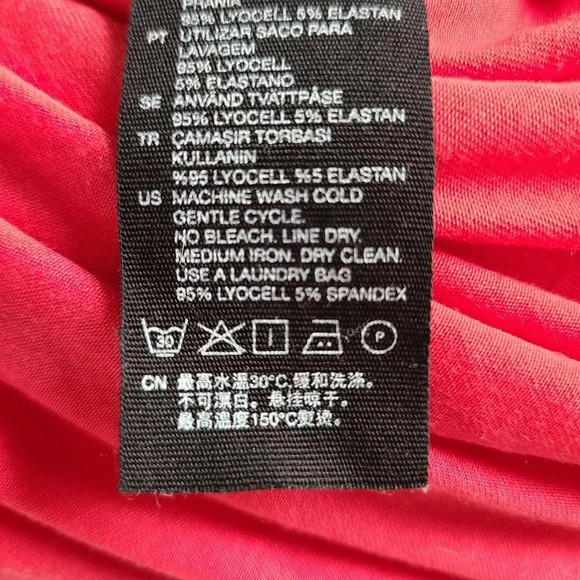 PRANIA
95% LYOCELL 5% ELASTAN
PT UTILIZAR SACO PARA
LAVAGEM
95% LYOCELL
5% ELASTANO
SE ANVÄND TVÄTTPÅSE
95% LYOCELL 5% ELASTAN
TR ÇAMAŞIR TORBASI
KULLANIN
%95 LYOCELL %5 ELASTAN
US MACHINE WASH COLD
GENTLE CYCLE.
NO BLEACH. LINE DRY.
MEDIUM IRON. DRY CLEAN.
USE A LAUNDRY BAG
95% LYOCELL 5% SPANDEX
30 P
CN 最高水温30°C,缓和洗涤。
不可漂白。悬挂晾干。
最高温度150°C熨烫。